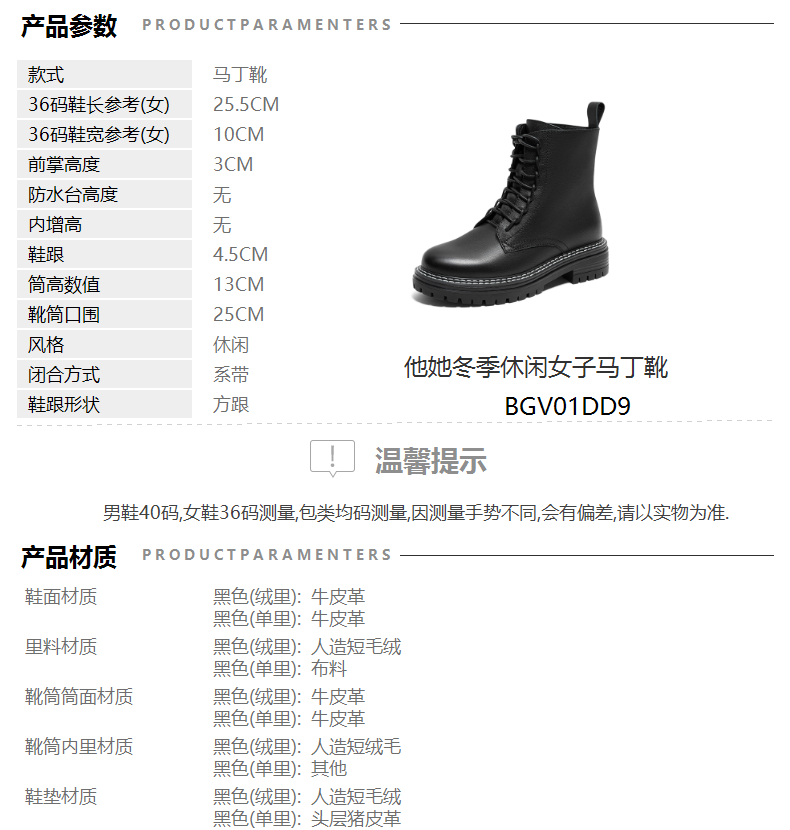 产品参数 PRODUCTPARAMENTERS
款式 马丁靴
36码鞋长参考(女) 25.5CM
36码鞋宽参考(女) 10CM
前掌高度 3CM
防水台高度 无
内增高 无
鞋跟 4.5CM
筒高数值 13CM
靴筒口围 25CM
风格 休闲
闭合方式 系带
鞋跟形状 方跟
他她冬季休闲女子马丁靴
BGV01DD9
! 温馨提示
男鞋40码,女鞋36码测量,包类均码测量,因测量手势不同,会有偏差,请以实物为准.
产品材质 PRODUCTPARAMENTERS
鞋面材质 黑色(绒里): 牛皮革
黑色(单里): 牛皮革
里料材质 黑色(绒里): 人造短毛绒
黑色(单里): 布料
靴筒筒面材质 黑色(绒里): 牛皮革
黑色(单里): 牛皮革
靴筒内里材质 黑色(绒里): 人造短绒毛
黑色(单里): 其他
鞋垫材质 黑色(绒里): 人造短毛绒
黑色(单里): 头层猪皮革